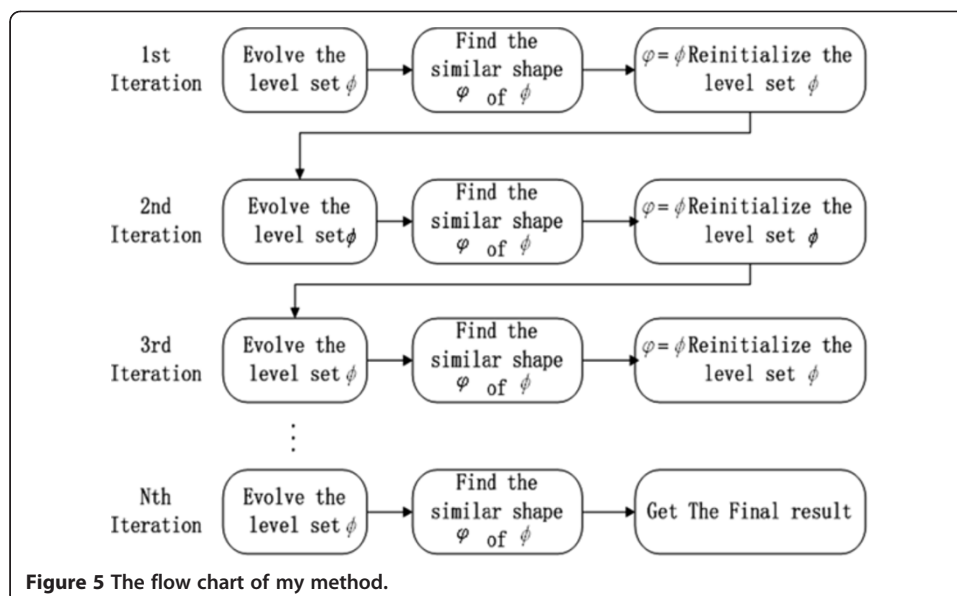 1st
Iteration
Evolve the
level set ϕ
Find the
similar shape
φ of ϕ
φ= ϕReinitialize the
level set ϕ
2nd
Iteration
Evolve the
level setϕ
Find the
similar shape
φ of ϕ
φ= ϕReinitialize the
level set ϕ
3rd
Iteration
Evolve the
level set ϕ
Find the
similar shape
φ of ϕ
φ= ϕReinitialize the
level set ϕ
Nth
Iteration
Evolve the
level set ϕ
Find the
similar shape
φ of ϕ
Get The Final result
Figure 5 The flow chart of my method.